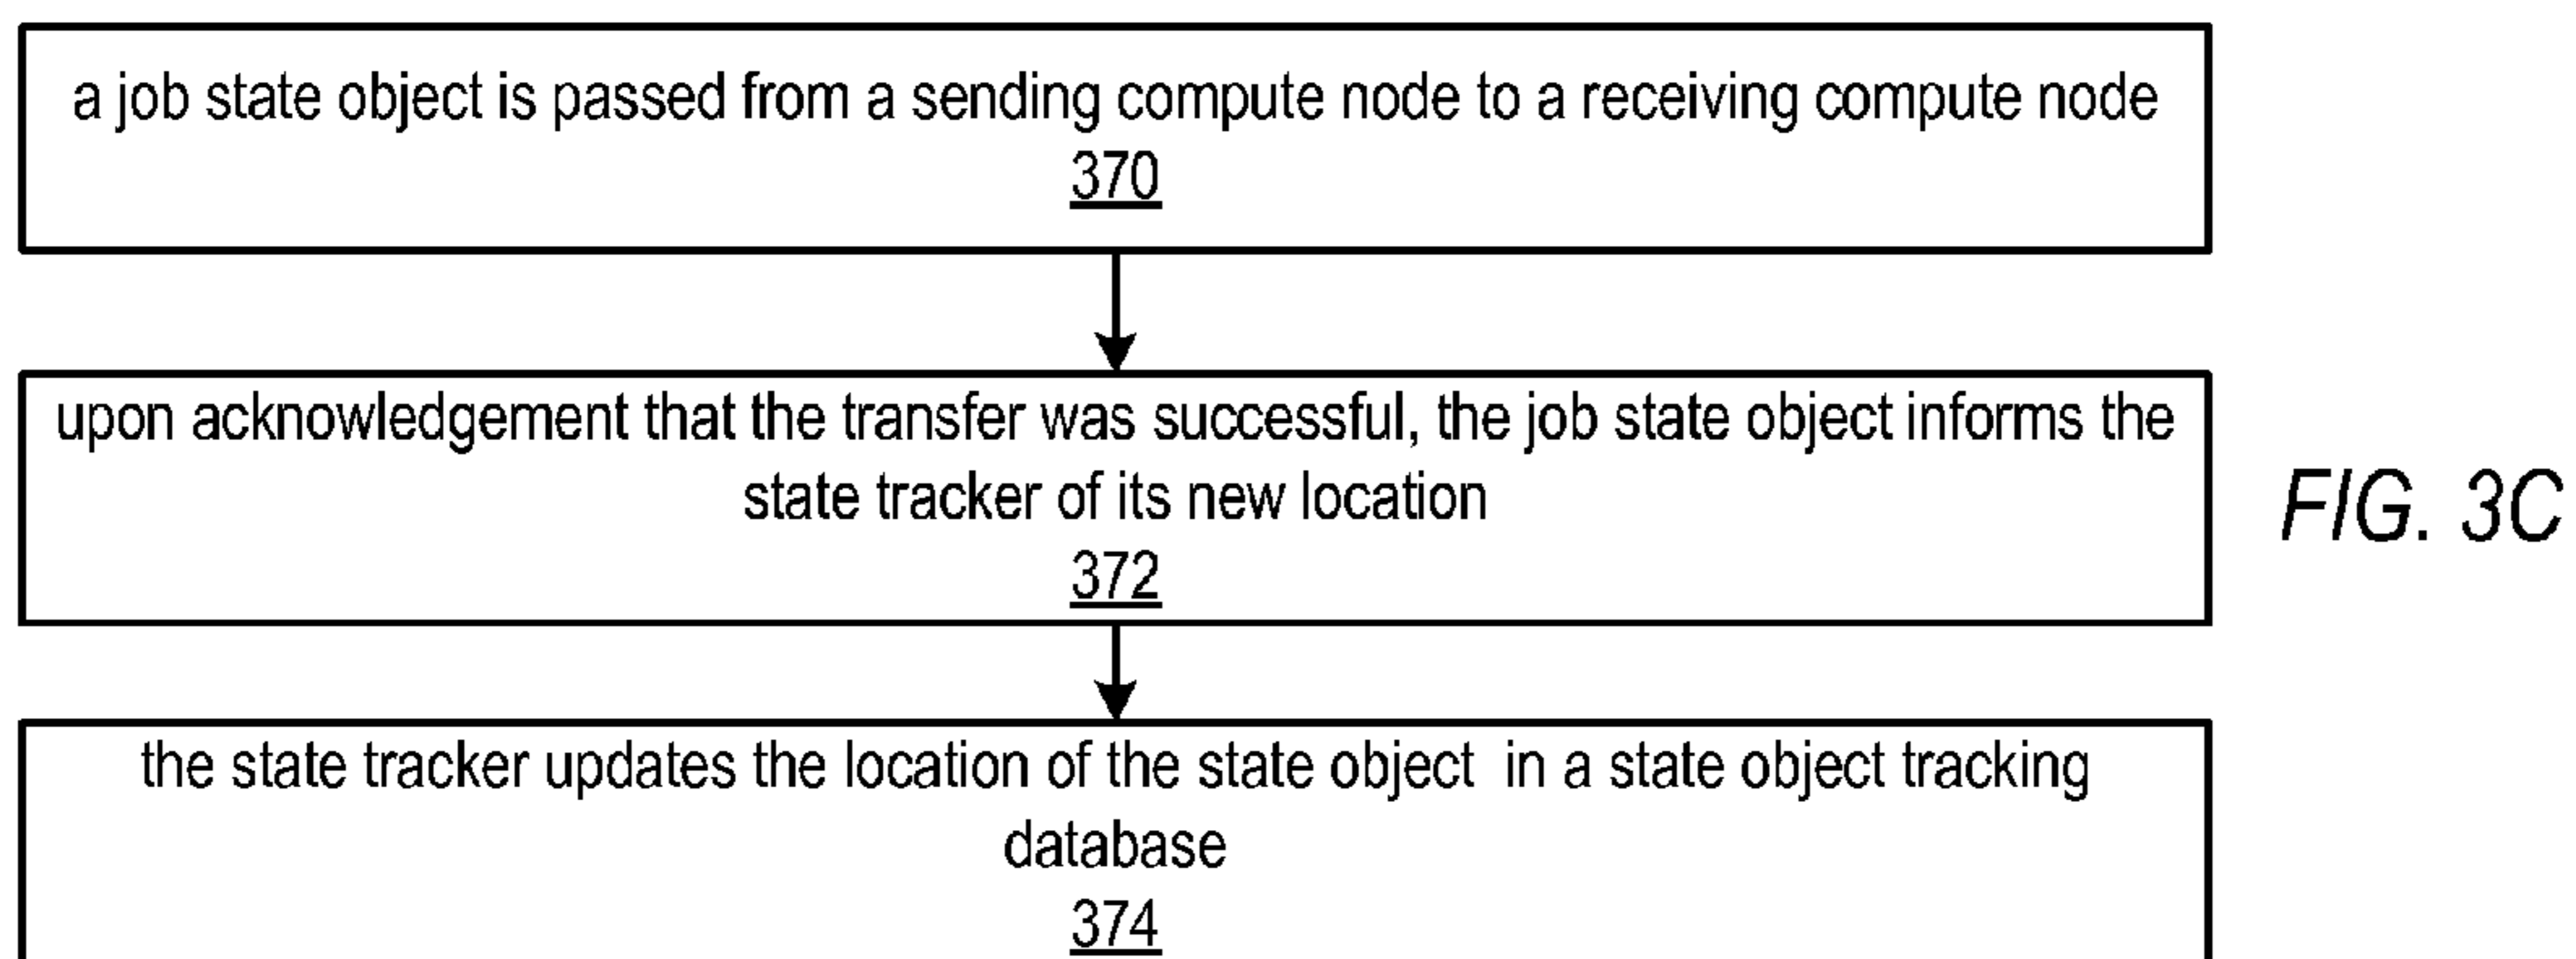 a job state object is passed from a sending compute node to a receiving compute node
370
upon acknowledgement that the transfer was successful, the job state object informs the
state tracker of its new location
372
FIG. 3C
the state tracker updates the location of the state object in a state object tracking
database
374